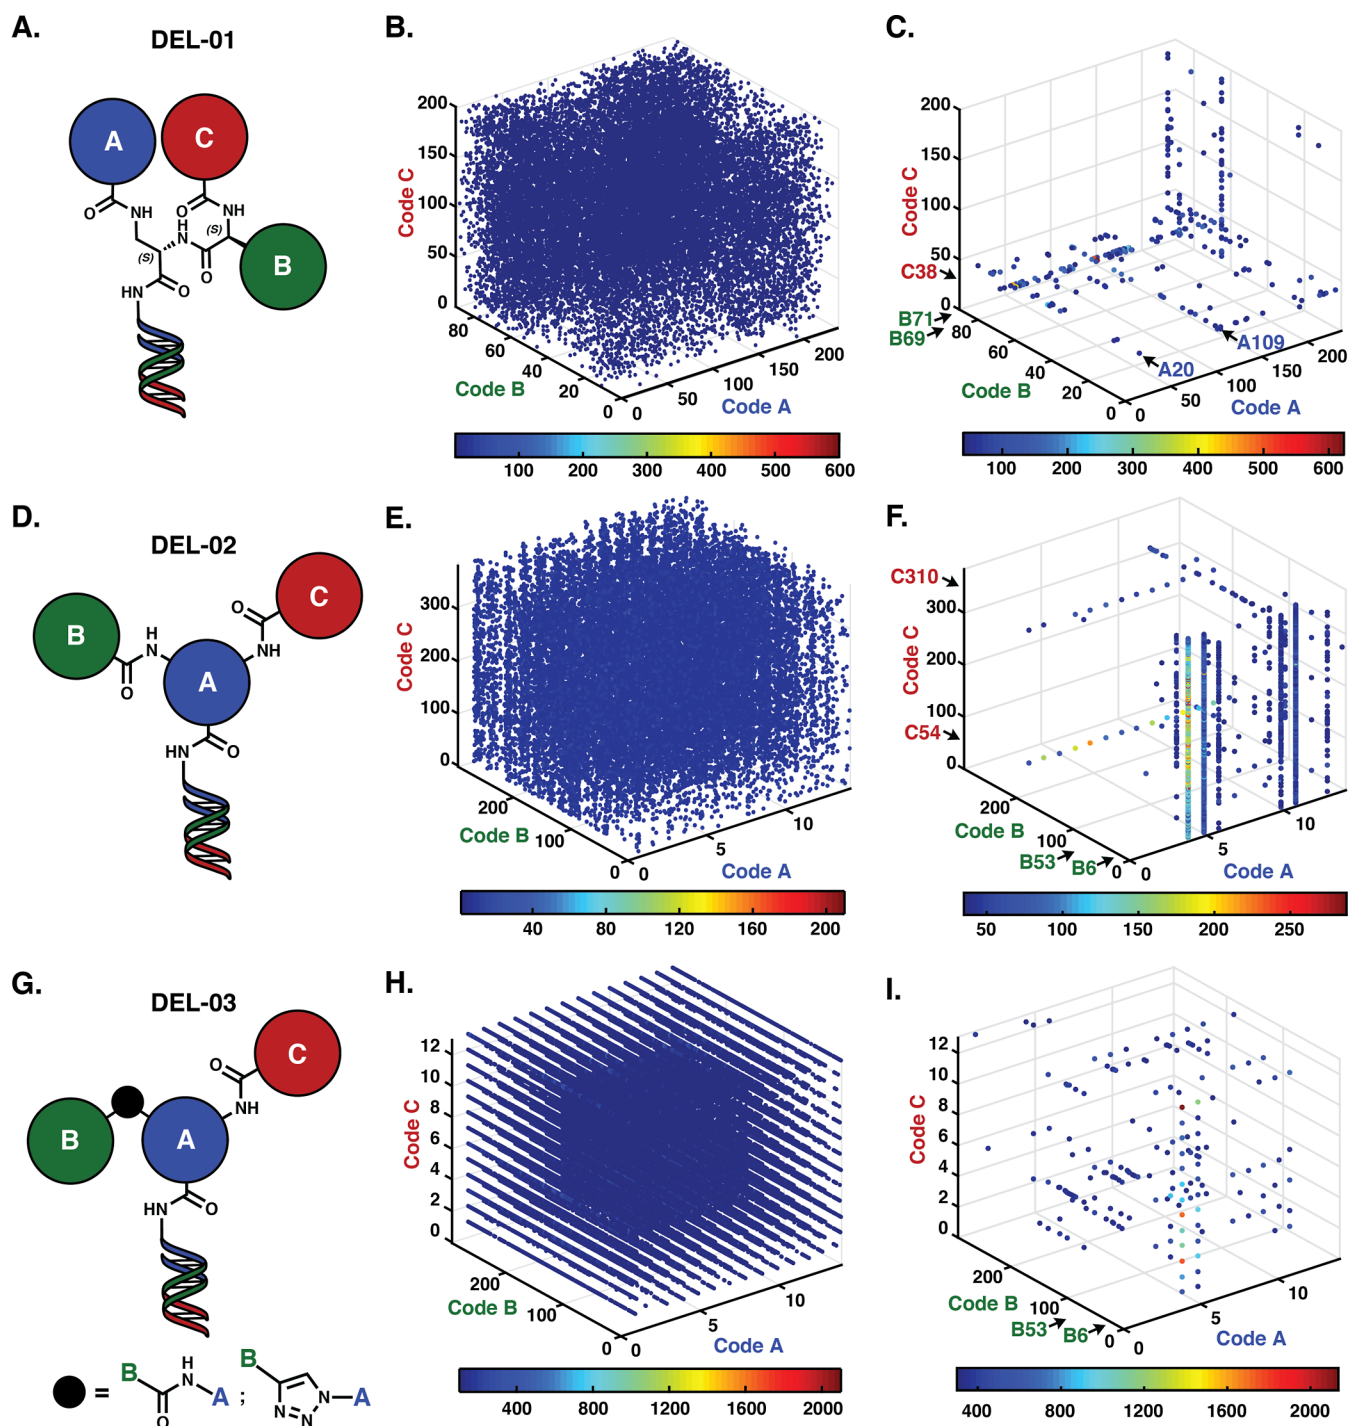 A.
DEL-01
A
C
B
O
NH
O
NH
H
N
(S)
(S)
O
O
HN
B.
200
150
100
50
0
Code C
80
60
40
20
0
Code B
0
50
100
150
200
Code A
100 200 300 400 500 600
C.
200
150
100
50
0
Code C
C38
B71
B69
80
60
40
20
0
Code B
0
50
100
150
200
Code A
A109
A20
100 200 300 400 500 600
D.
DEL-02
B
A
C
O
H
N
O
NH
HN
O
E.
300
200
100
0
Code C
200
100
0
Code B
0
5
10
Code A
40 80 120 160 200
F.
C310
300
200
100
C54
0
Code C
200
100
0
Code B
B53
B6
0
5
10
Code A
50 100 150 200 250
G.
DEL-03
B
A
C
O
NH
HN
O
= B O H N A ; B N N N A
H.
12
10
8
6
4
2
0
Code C
200
100
0
Code B
0
5
10
Code A
400 800 1200 1600 2000
I.
12
10
8
6
4
2
0
Code C
200
100
0
Code B
B53
B6
0
5
10
Code A
400 800 1200 1600 2000